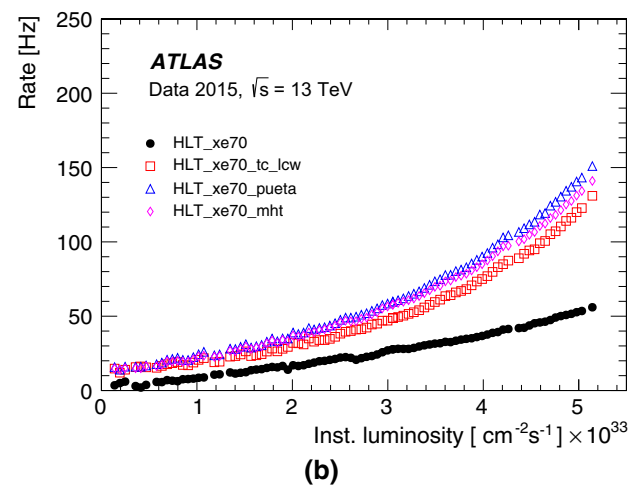 Rate [Hz]
250
200
150
100
50
0
ATLAS
Data 2015, √s = 13 TeV
HLT_xe70
HLT_xe70_tc_lcw
HLT_xe70_pueta
HLT_xe70_mht
0 1 2 3 4 5
Inst. luminosity [ cm⁻²s⁻¹] ×10³³
(b)